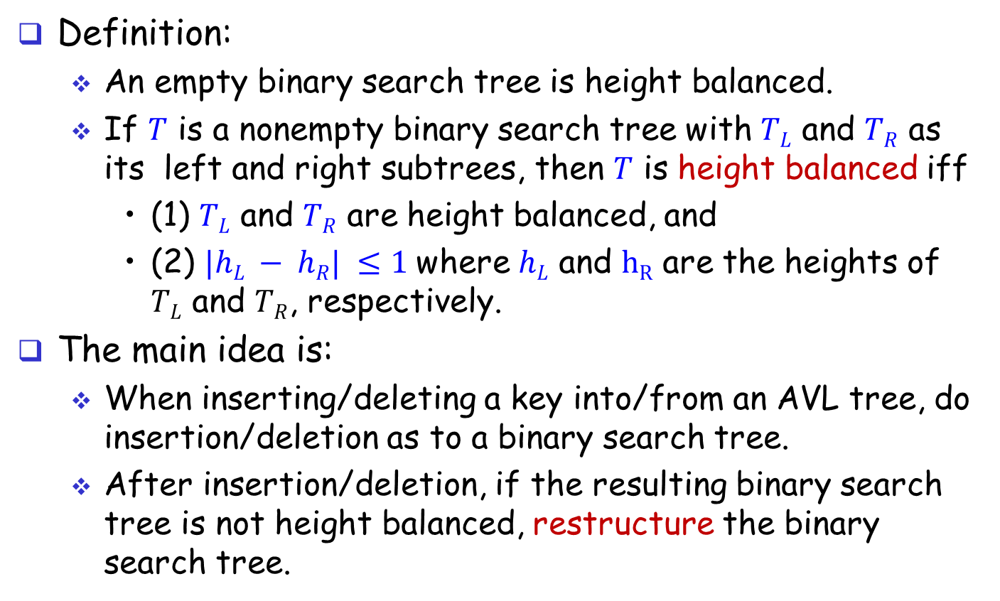 Definition:
An empty binary search tree is height balanced.
If T is a nonempty binary search tree with T_L and T_R as
its left and right subtrees, then T is height balanced iff
• (1) T_L and T_R are height balanced, and
• (2) |h_L − h_R| ≤ 1 where h_L and h_R are the heights of
T_L and T_R, respectively.
The main idea is:
When inserting/deleting a key into/from an AVL tree, do
insertion/deletion as to a binary search tree.
After insertion/deletion, if the resulting binary search
tree is not height balanced, restructure the binary
search tree.